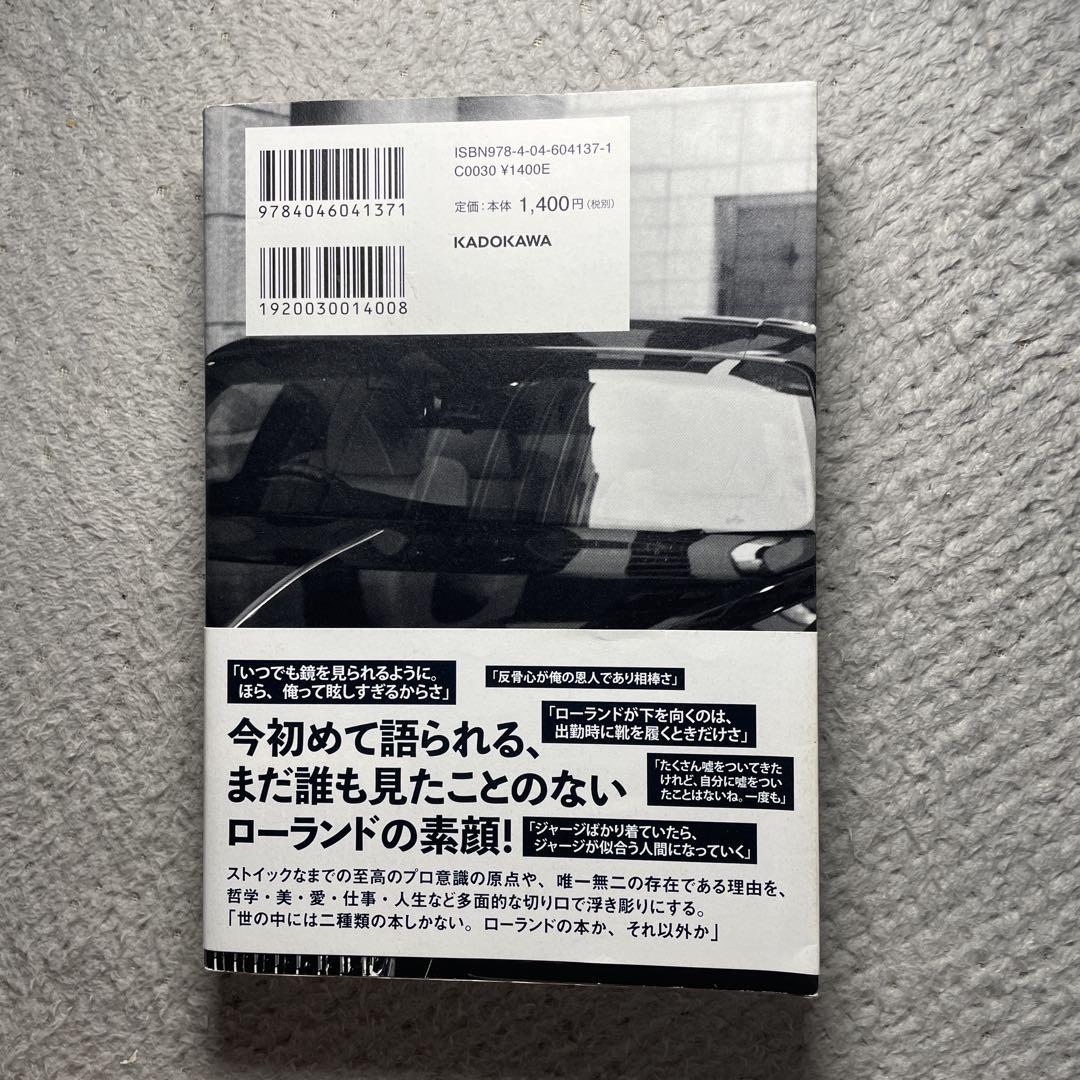 ISBN978-4-04-604137-1
C0030 ¥1400E
定価：本体 1,400円（税別）
KADOKAWA
9784046041371
1920030014008
「いつでも鏡を見られるように。
ほら、俺って眩しすぎるからさ」
「反骨心が俺の恩人であり相棒さ」
「ローランドが下を向くのは、
出勤時に靴を履くときだけさ」
「たくさん嘘をついてきた
けれど、自分に嘘をつい
たことはないね。一度も」
「ジャージばかり着ていたら、
ジャージが似合う人間になっていく」
今初めて語られる、
まだ誰も見たことのない
ローランドの素顔！
ストイックなまでの至高のプロ意識の原点や、唯一無二の存在である理由を、
哲学・美・愛・仕事・人生など多面的な切り口で浮き彫りにする。
「世の中には二種類の本しかない。ローランドの本か、それ以外か」